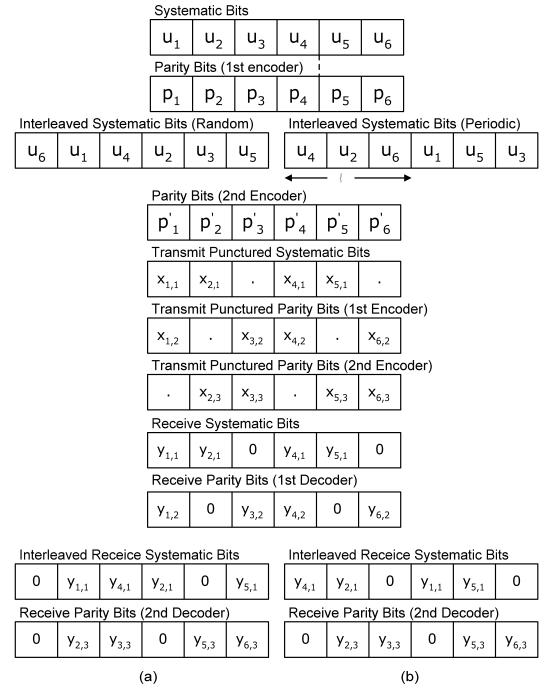 Systematic Bits
u1 u2 u3 u4 u5 u6
Parity Bits (1st encoder)
p1 p2 p3 p4 p5 p6
Interleaved Systematic Bits (Random)
u6 u1 u4 u2 u3 u5
Interleaved Systematic Bits (Periodic)
u4 u2 u6 u1 u5 u3
l
Parity Bits (2nd Encoder)
p'1 p'2 p'3 p'4 p'5 p'6
Transmit Punctured Systematic Bits
x1,1 x2,1 . x4,1 x5,1 .
Transmit Punctured Parity Bits (1st Encoder)
x1,2 . x3,2 x4,2 . x6,2
Transmit Punctured Parity Bits (2nd Encoder)
. x2,3 x3,3 . x5,3 x6,3
Receive Systematic Bits
y1,1 y2,1 0 y4,1 y5,1 0
Receive Parity Bits (1st Decoder)
y1,2 0 y3,2 y4,2 0 y6,2
Interleaved Receice Systematic Bits
0 y1,1 y4,1 y2,1 0 y5,1
Receive Parity Bits (2nd Decoder)
0 y2,3 y3,3 0 y5,3 y6,3
(a)
Interleaved Receice Systematic Bits
y4,1 y2,1 0 y1,1 y5,1 0
Receive Parity Bits (2nd Decoder)
0 y2,3 y3,3 0 y5,3 y6,3
(b)